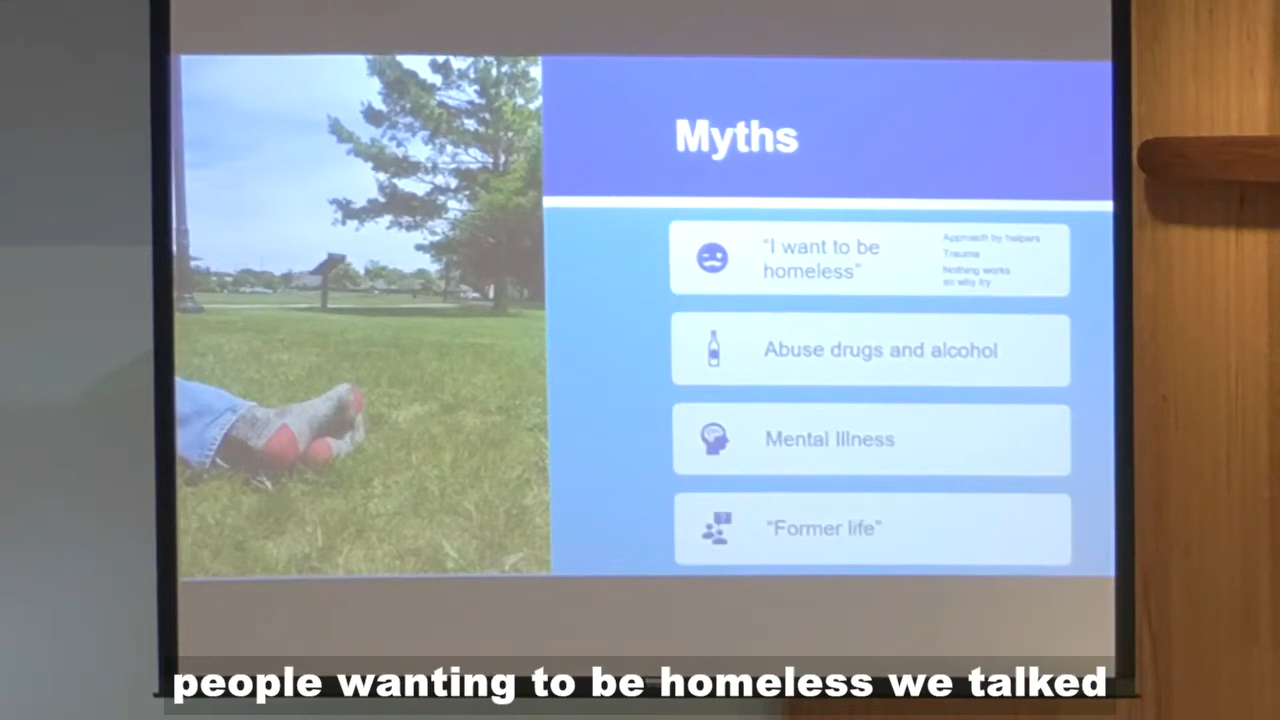 Myths
“I want to be
homeless”
Approach by helpers
Trauma
Nothing works
so why try
Abuse drugs and alcohol
Mental Illness
“Former life”
?
people wanting to be homeless we talked